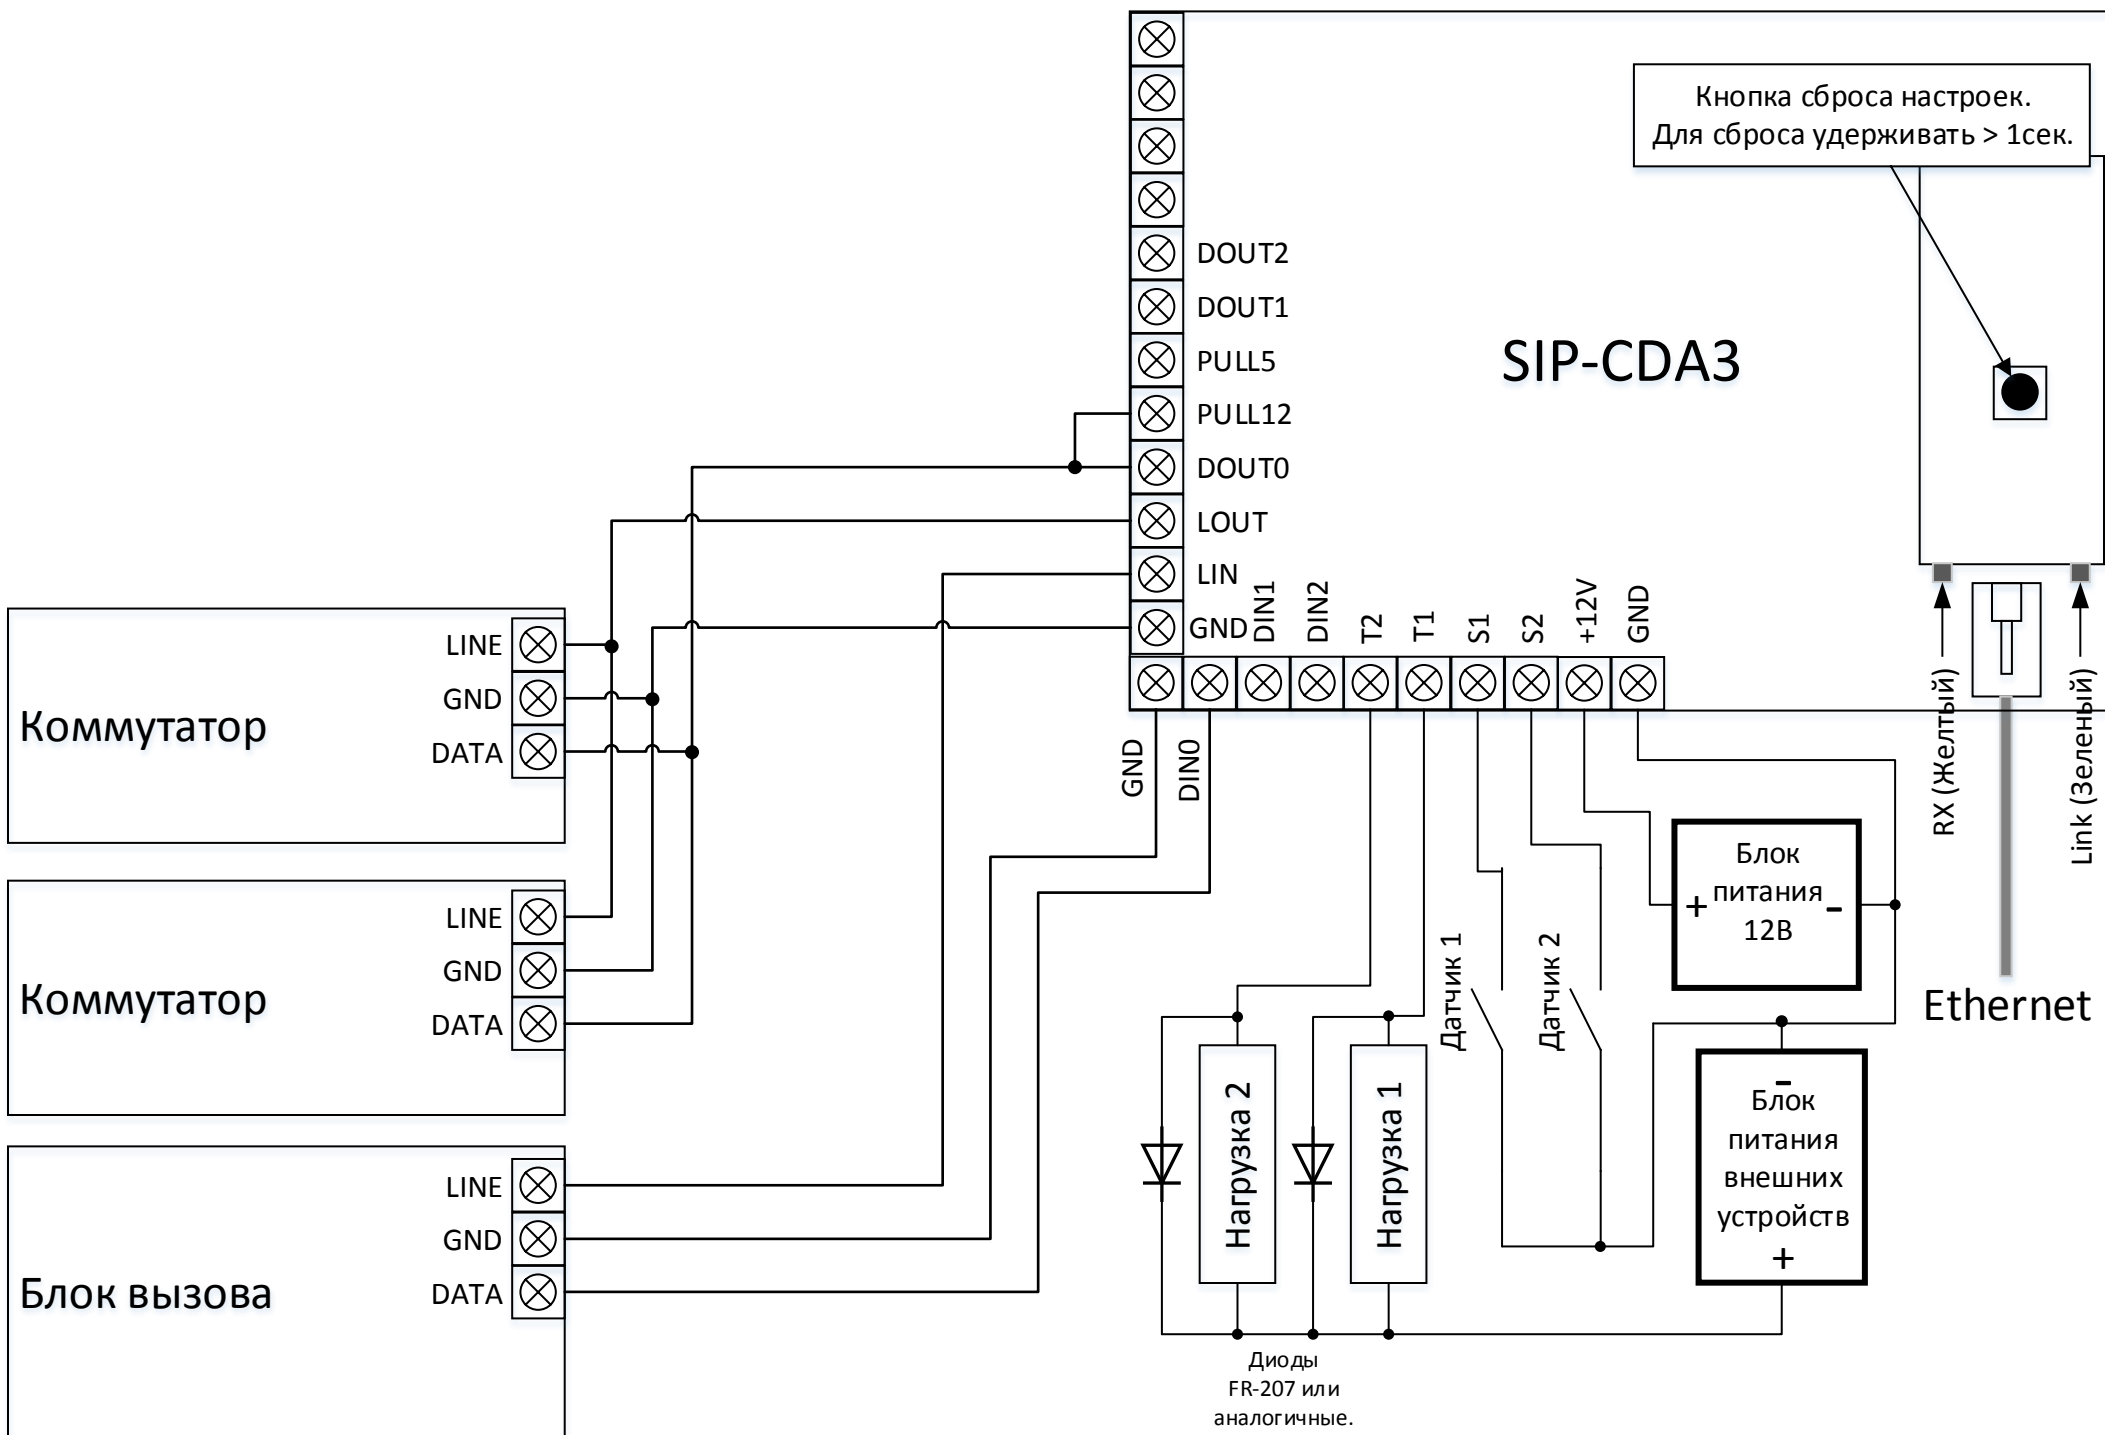 Кнопка сброса настроек.
Для сброса удерживать > 1сек.
DOUT2
DOUT1
PULL5
PULL12
DOUT0
LOUT
LIN
GND
SIP-CDA3
DIN1
DIN2
T2
T1
S1
S2
+12V
GND
GND
DIN0
RX (Желтый)
Link (Зеленый)
Ethernet
Коммутатор
LINE
GND
DATA
Коммутатор
LINE
GND
DATA
Блок вызова
LINE
GND
DATA
Датчик 1
Датчик 2
Блок
+ питания -
12В
Нагрузка 2
Нагрузка 1
-
Блок
питания
внешних
устройств
+
Диоды
FR-207 или
аналогичные.